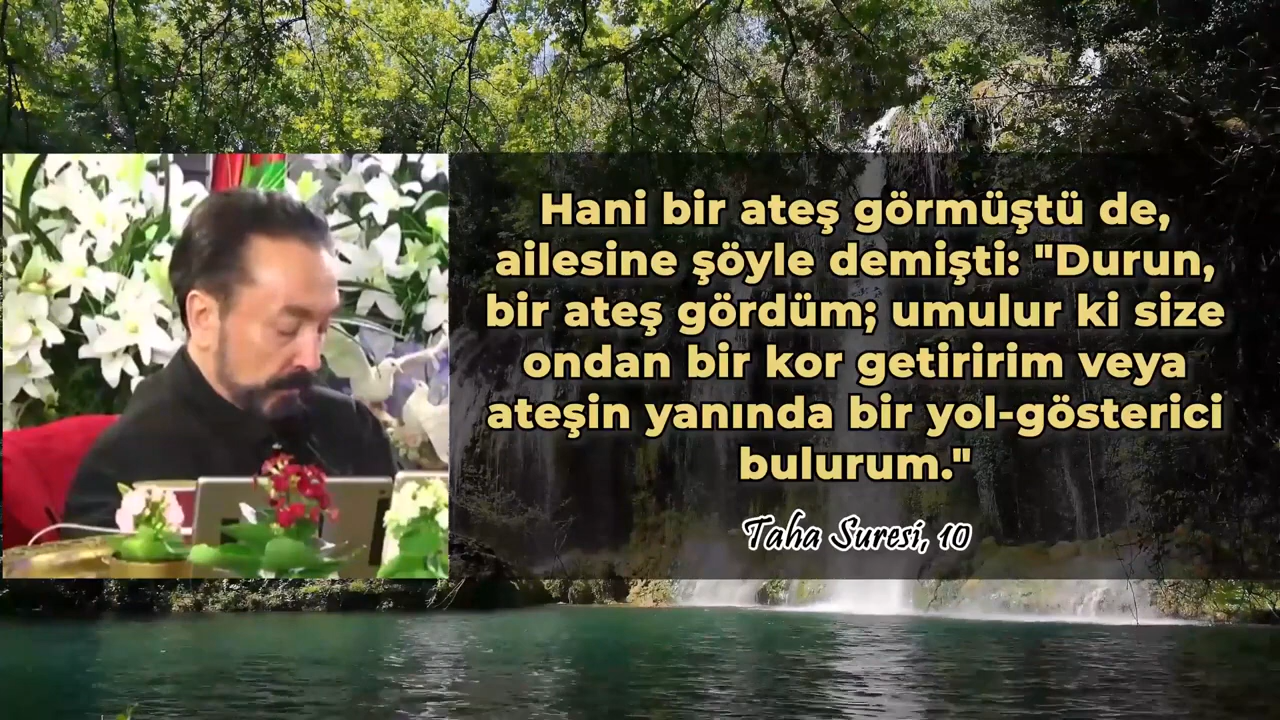 Hani bir ateş görmüştü de,
ailesine şöyle demişti: "Durun,
bir ateş gördüm; umulur ki size
ondan bir kor getiririm veya
ateşin yanında bir yol-gösterici
bulurum."
Taha Suresi, 10